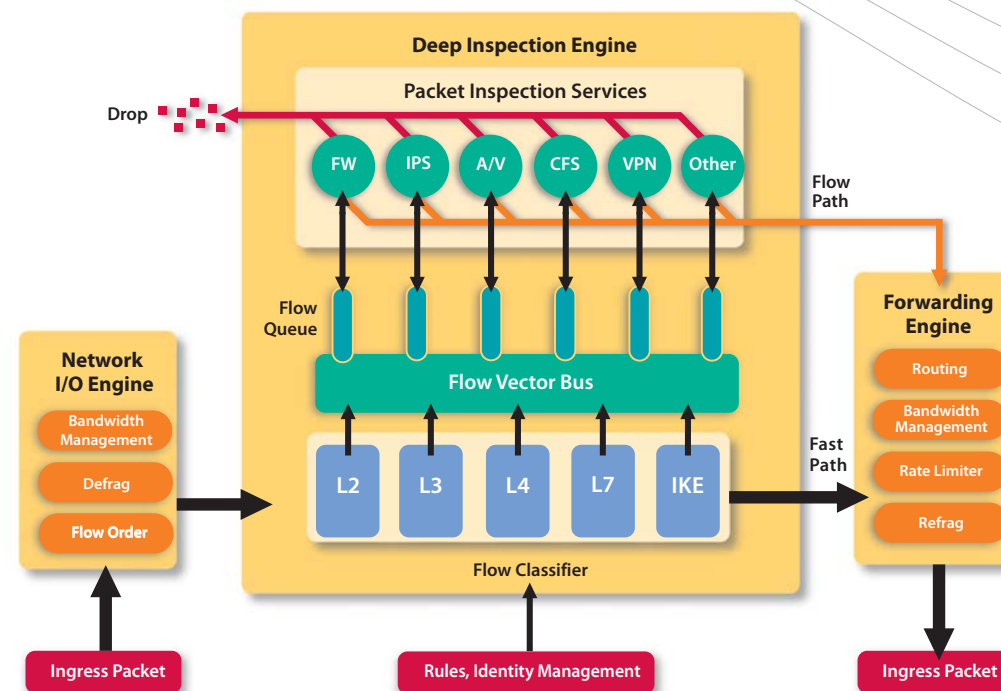 Deep Inspection Engine
Packet Inspection Services
Drop
FW
IPS
A/V
CFS
VPN
Other
Flow
Path
Flow
Queue
Flow Vector Bus
Network
I/O Engine
Bandwidth
Management
Defrag
Flow Order
L2
L3
L4
L7
IKE
Flow Classifier
Fast
Path
Forwarding
Engine
Routing
Bandwidth
Management
Rate Limiter
Refrag
Ingress Packet
Rules, Identity Management
Ingress Packet